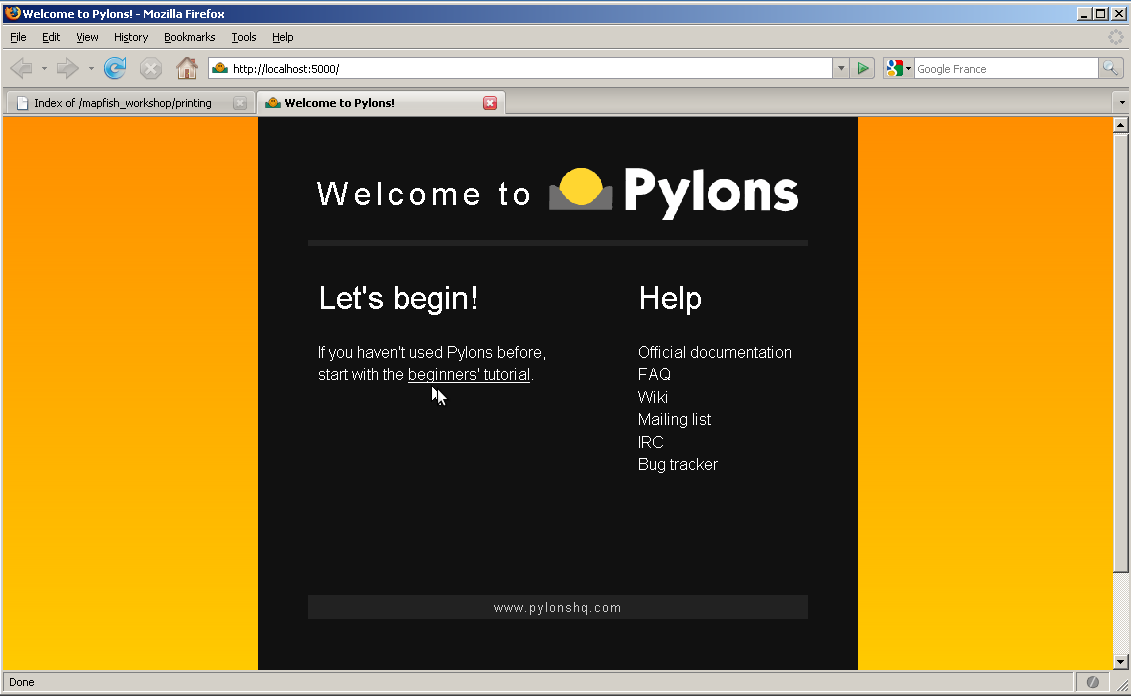 Welcome to Pylons! - Mozilla Firefox
File Edit View History Bookmarks Tools Help
http://localhost:5000/
Google France
Index of /mapfish_workshop/printing
Welcome to Pylons!
Welcome to Pylons
Let's begin!
If you haven't used Pylons before,
start with the beginners' tutorial.
Help
Official documentation
FAQ
Wiki
Mailing list
IRC
Bug tracker
www.pylonshq.com
Done